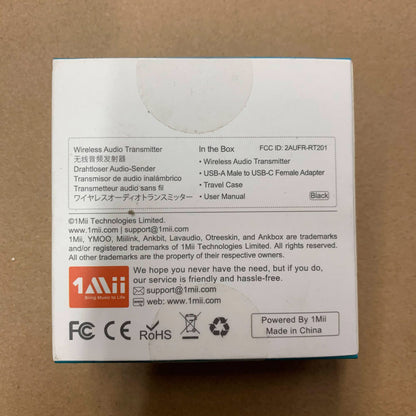 Wireless Audio Transmitter
无线音频发射器
Drahtloser Audio-Sender
Transmisor de audio inalámbrico
Transmetteur audio sans fil
ワイヤレスオーディオトランスミッター
In the Box
FCC ID: 2AUFR-RT201
• Wireless Audio Transmitter
• USB-A Male to USB-C Female Adapter
• Travel Case
• User Manual
Black
©1Mii Technologies Limited.
www.1mii.com | support@1mii.com
1Mii, YMOO, Miilink, Ankbit, Lavaudio, Otreeskin, and Ankbox are trademarks
and/or registered trademarks of 1Mii Technologies Limited. All rights reserved.
All other trademarks are the property of their respective owners.
1Mii
Bring Music to Life
We hope you never have the need, but if you do,
our service is friendly and hassle-free.
support@1mii.com
web: www.1mii.com
FC CE RoHS
Powered By 1Mii
Made in China